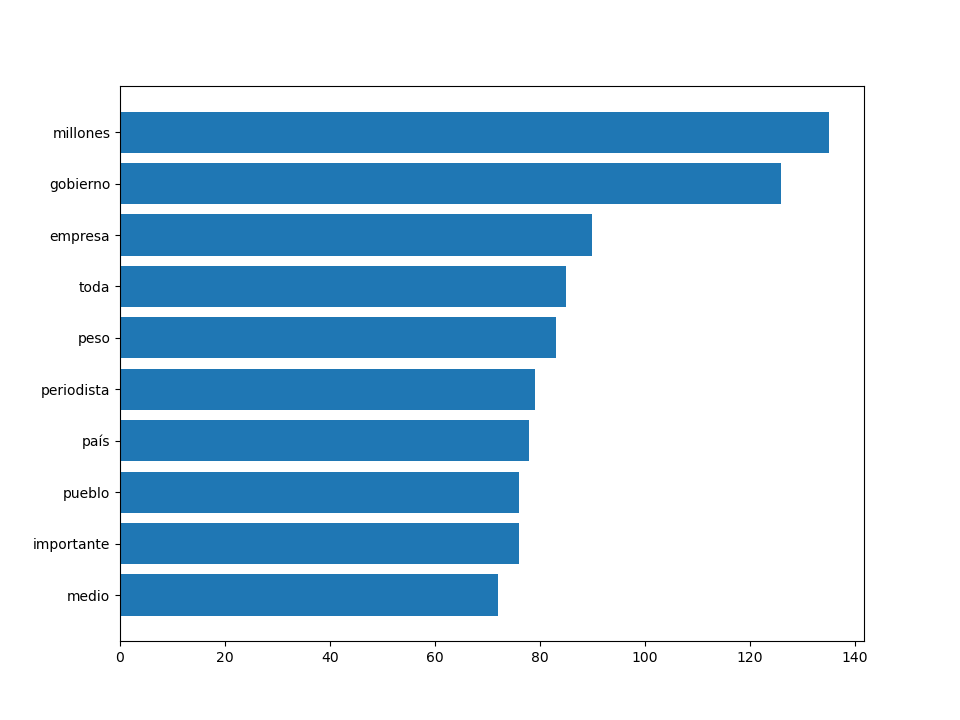 millones
gobierno
empresa
toda
peso
periodista
país
pueblo
importante
medio
0 20 40 60 80 100 120 140